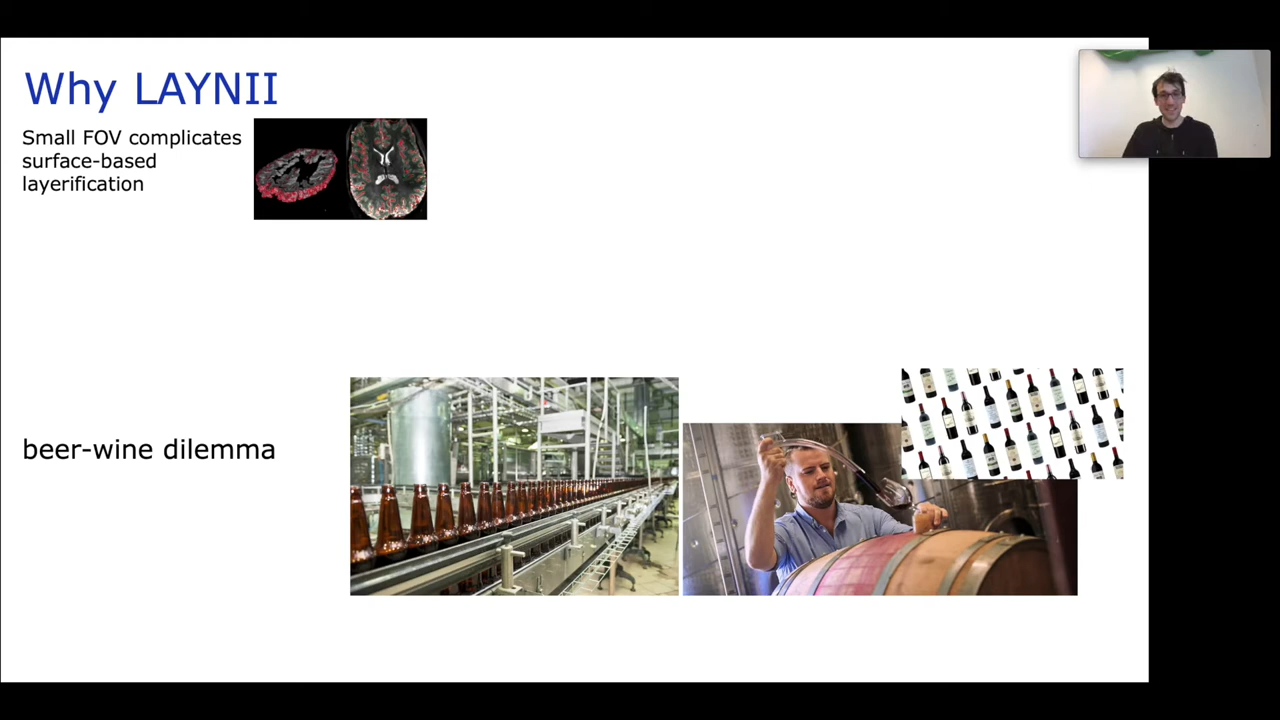 Why LAYNII
Small FOV complicates
surface-based
layerification
beer-wine dilemma